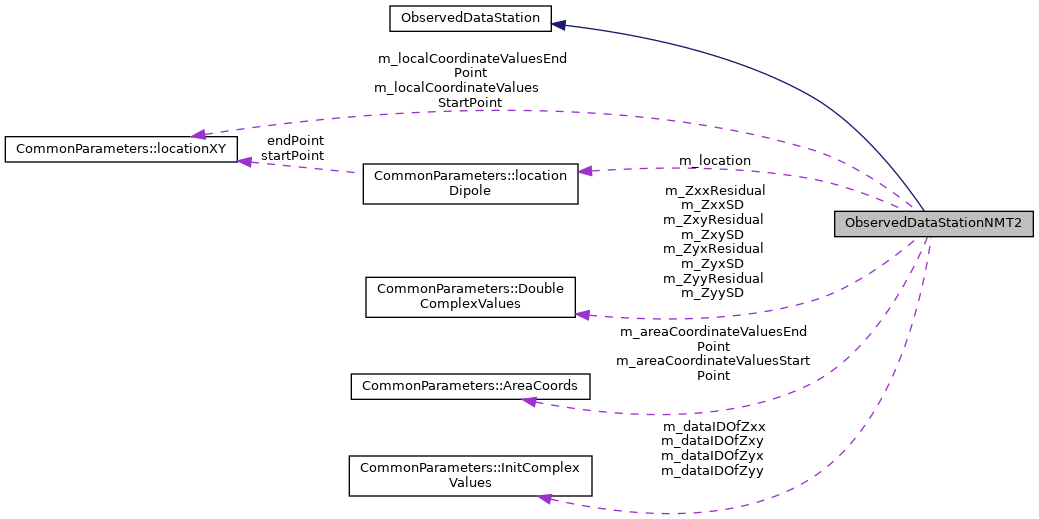 ObservedDataStation
m_localCoordinateValuesEnd
Point
m_localCoordinateValues
StartPoint
CommonParameters::locationXY
endPoint
startPoint
CommonParameters::location
Dipole
m_location
ObservedDataStationNMT2
m_ZxxResidual
m_ZxxSD
m_ZxyResidual
m_ZxySD
m_ZyxResidual
m_ZyxSD
m_ZyyResidual
m_ZyySD
CommonParameters::Double
ComplexValues
m_areaCoordinateValuesEnd
Point
m_areaCoordinateValuesStart
Point
CommonParameters::AreaCoords
m_dataIDOfZxx
m_dataIDOfZxy
m_dataIDOfZyx
m_dataIDOfZyy
CommonParameters::InitComplex
Values